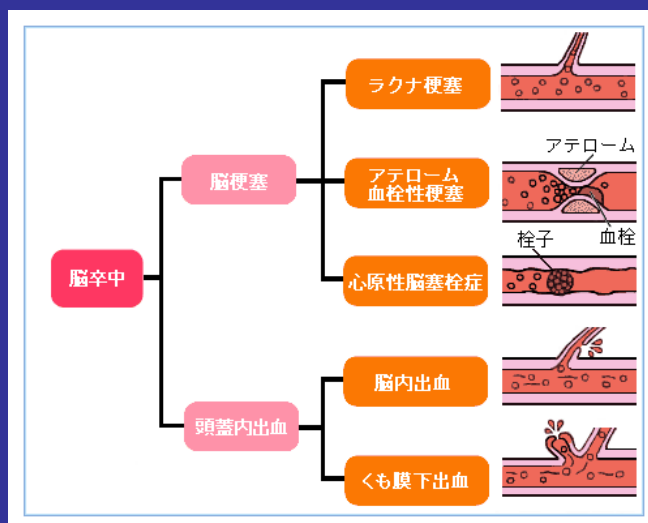 脳卒中
脳梗塞
ラクナ梗塞
アテローム
血栓性梗塞
アテローム
血栓
心原性脳塞栓症
栓子
頭蓋内出血
脳内出血
くも膜下出血